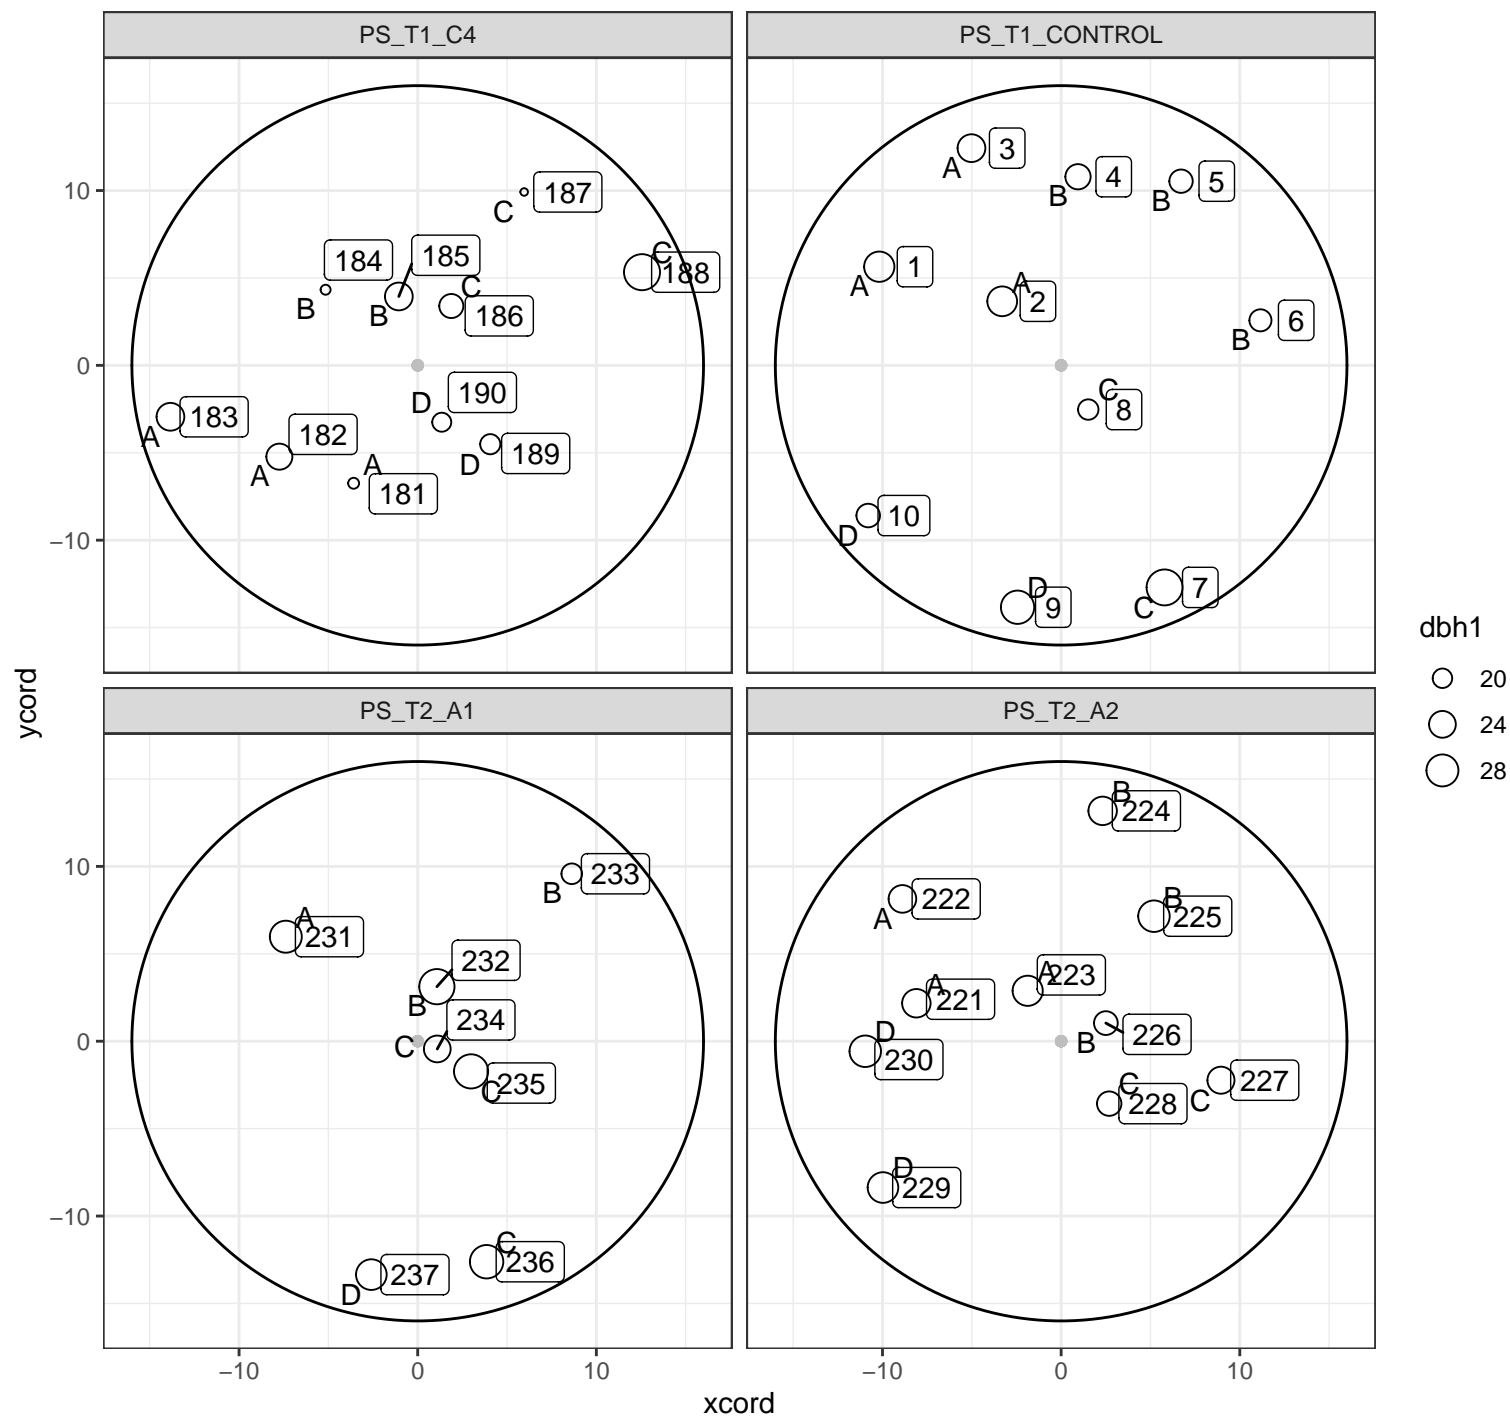 PS_T1_C4
PS_T1_CONTROL
187
C
C
188
184
185
B
B
C
186
10
0
−10
190
D
183
A
182
A
A
181
189
D
3
A
4
B
5
B
1
A
A
2
6
B
C
8
10
D
D
9
7
C
ycord
PS_T2_A1
PS_T2_A2
10
0
−10
233
B
A
231
232
B
234
C
235
C
C
236
237
D
B
224
222
A
B
225
A
223
A
221
226
B
D
230
227
C
C
228
D
229
−10
0
10
−10
0
10
xcord
dbh1
20
24
28